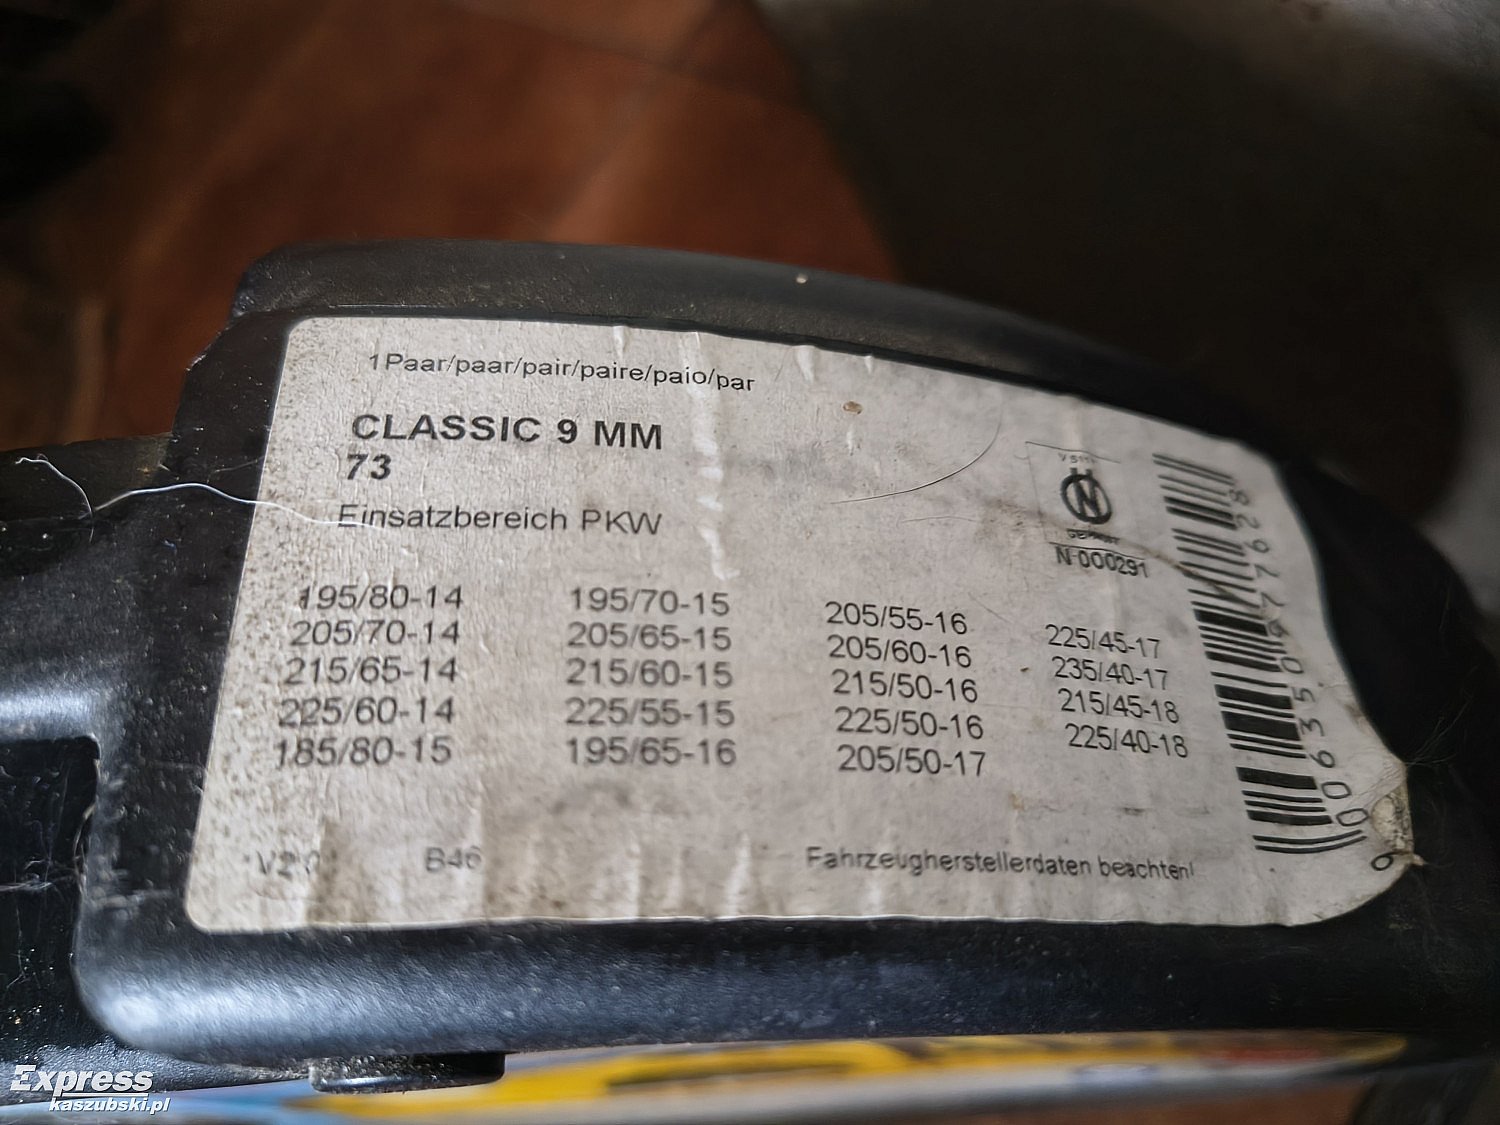 1 Paar/paar/pair/paire/paio/par
CLASSIC 9 MM
73
Einsatzbereich PKW
195/80-14
205/70-14
215/65-14
225/60-14
185/80-15
195/70-15
205/65-15
215/60-15
225/55-15
195/65-16
205/55-16
205/60-16
215/50-16
225/50-16
205/50-17
225/45-17
235/40-17
215/45-18
225/40-18
N-000291
B46
Fahrzeugherstellerdaten beachten!
Express
kaszubski.pl